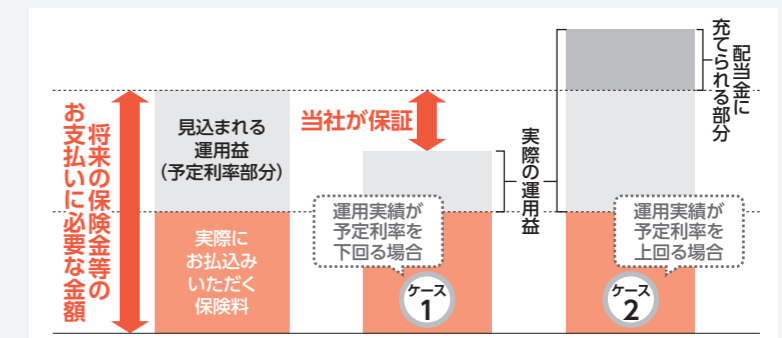 将来の保険金等の
お支払いに必要な金額
見込まれる
運用益
（予定利率部分）
実際に
お払込み
いただく
保険料
当社が保証
実際の運用益
運用実績が
予定利率を
下回る場合
ケース
1
配当金に
充てられる部分
運用実績が
予定利率を
上回る場合
ケース
2